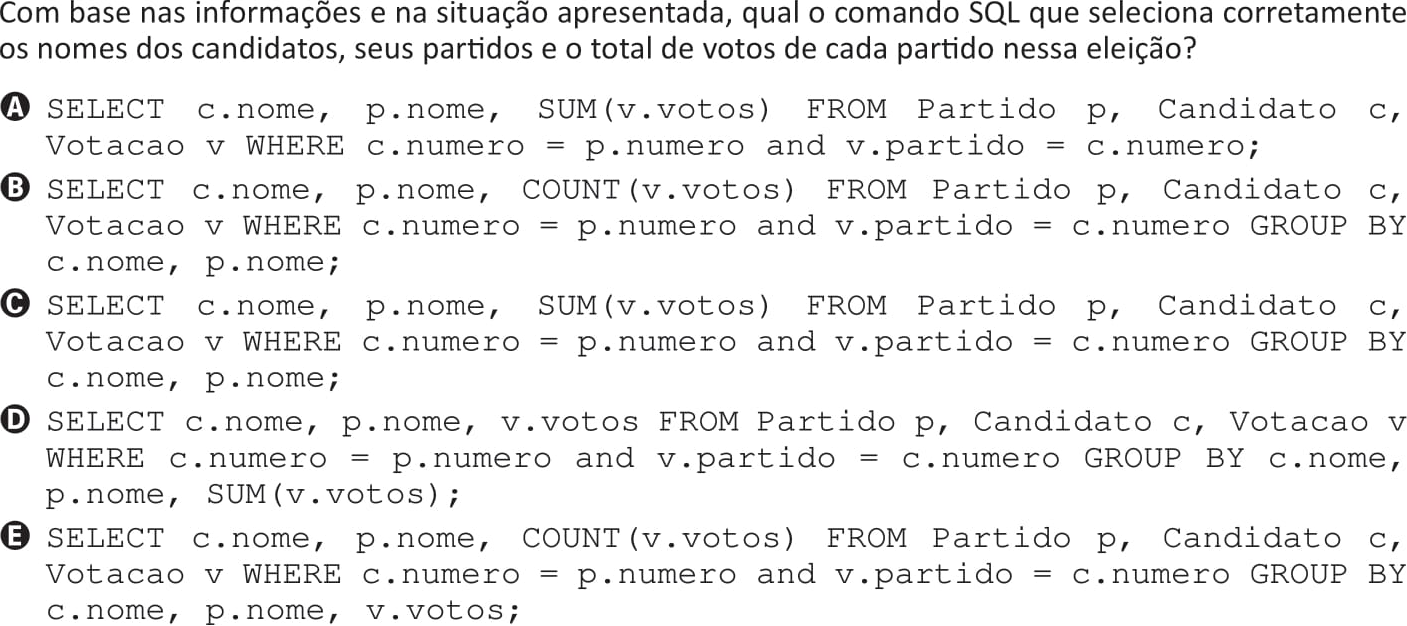 Com base nas informações e na situação apresentada, qual o comando SQL que seleciona corretamente
os nomes dos candidatos, seus partidos e o total de votos de cada partido nessa eleição?
A SELECT c.nome, p.nome, SUM(v.votos) FROM Partido p, Candidato c,
Votacao v WHERE c.numero = p.numero and v.partido = c.numero;
B SELECT c.nome, p.nome, COUNT(v.votos) FROM Partido p, Candidato c,
Votacao v WHERE c.numero = p.numero and v.partido = c.numero GROUP BY
c.nome, p.nome;
C SELECT c.nome, p.nome, SUM(v.votos) FROM Partido p, Candidato c,
Votacao v WHERE c.numero = p.numero and v.partido = c.numero GROUP BY
c.nome, p.nome;
D SELECT c.nome, p.nome, v.votos FROM Partido p, Candidato c, Votacao v
WHERE c.numero = p.numero and v.partido = c.numero GROUP BY c.nome,
p.nome, SUM(v.votos);
E SELECT c.nome, p.nome, COUNT(v.votos) FROM Partido p, Candidato c,
Votacao v WHERE c.numero = p.numero and v.partido = c.numero GROUP BY
c.nome, p.nome, v.votos;